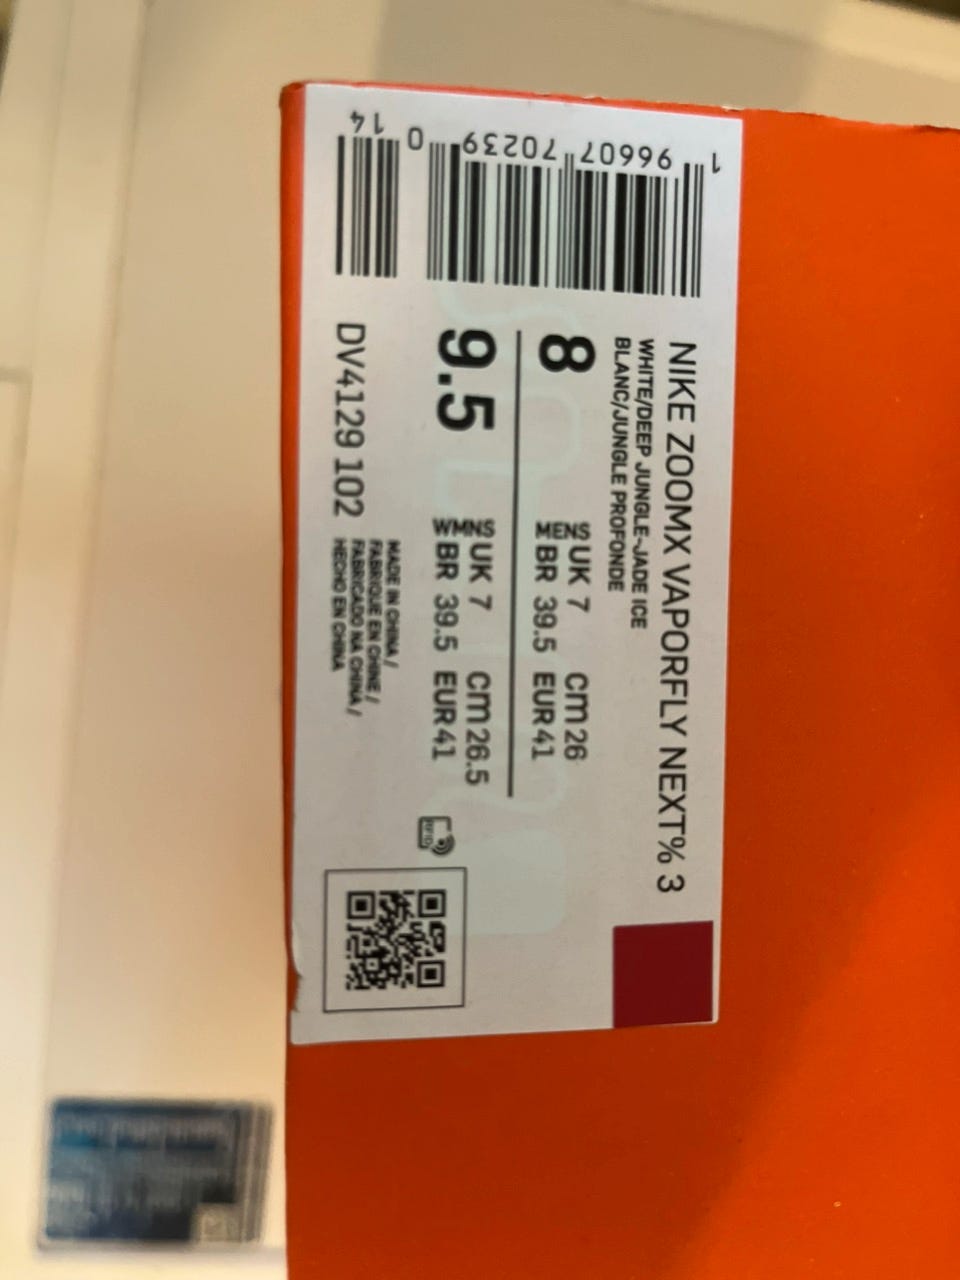 NIKE ZOOMX VAPORFLY NEXT% 3
WHITE/DEEP JUNGLE-JADE ICE
BLANC/JUNGLE PROFONDE
8 MENS UK 7 cm 26
BR 39.5 EUR 41
9.5 WMNS UK 7 cm 26.5
BR 39.5 EUR 41
DV4129 102
MADE IN CHINA /
FABRIQUE EN CHINE /
FABRICADO NA CHINA /
HECHO EN CHINA
RFID
1 96607 70239 0 14